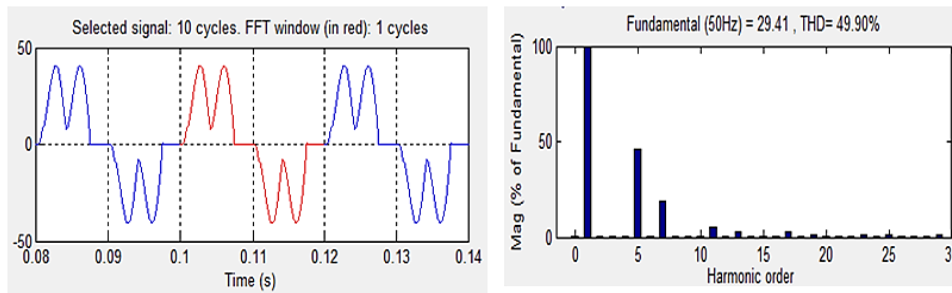 Selected signal: 10 cycles. FFT window (in red): 1 cycles
50
0
-50
0.08 0.09 0.1 0.11 0.12 0.13 0.14
Time (s)
Fundamental (50Hz) = 29.41 , THD= 49.90%
Mag (% of Fundamental)
100
50
0
0 5 10 15 20 25 3
Harmonic order